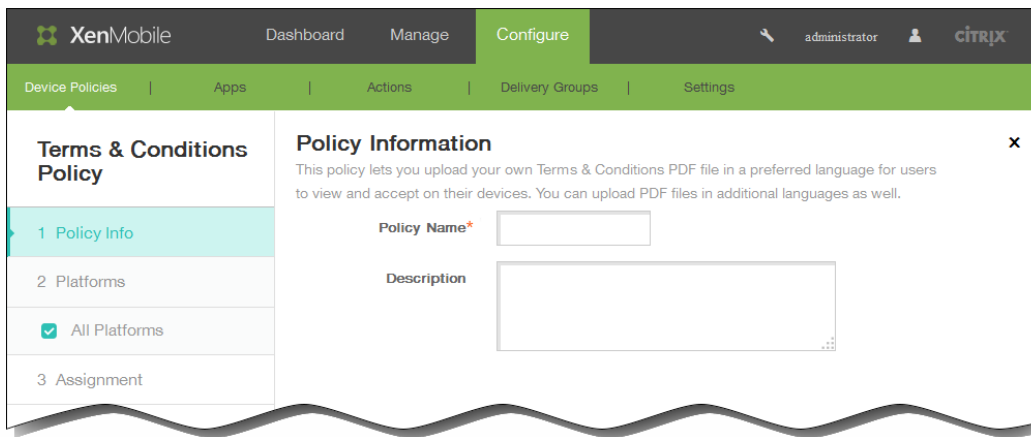 XenMobile Dashboard Manage Configure administrator CITRIX
Device Policies | Apps | Actions | Delivery Groups | Settings
Terms & Conditions
Policy
1 Policy Info
2 Platforms
All Platforms
3 Assignment
Policy Information
This policy lets you upload your own Terms & Conditions PDF file in a preferred language for users
to view and accept on their devices. You can upload PDF files in additional languages as well.
Policy Name*
Description